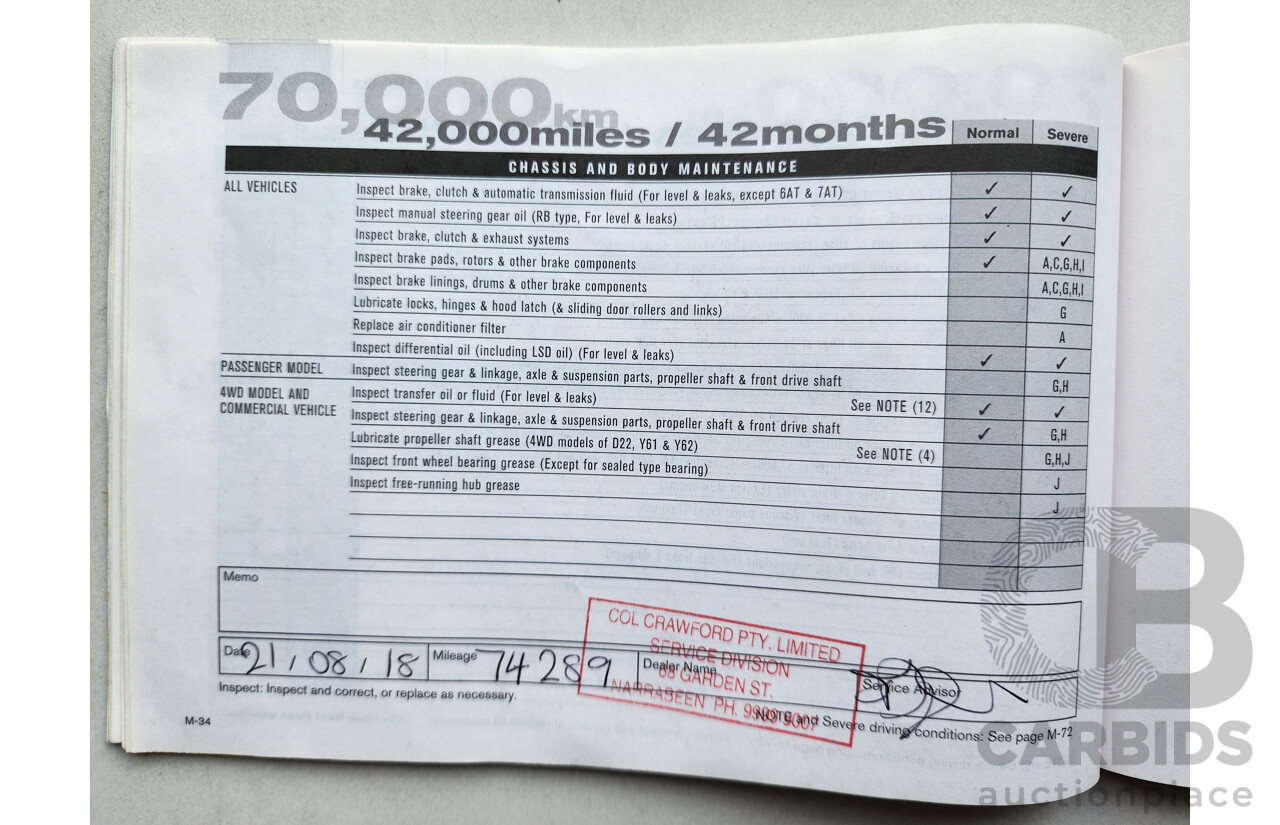 70,000km
42,000miles / 42months Normal Severe
CHASSIS AND BODY MAINTENANCE
ALL VEHICLES Inspect brake, clutch & automatic transmission fluid (For level & leaks, except 6AT & 7AT) ✓ ✓
Inspect manual steering gear oil (RB type, For level & leaks) ✓ ✓
Inspect brake, clutch & exhaust systems ✓ ✓
Inspect brake pads, rotors & other brake components ✓ A,C,G,H,I
Inspect brake linings, drums & other brake components A,C,G,H,I
Lubricate locks, hinges & hood latch (& sliding door rollers and links) G
Replace air conditioner filter A
Inspect differential oil (including LSD oil) (For level & leaks) ✓ ✓
PASSENGER MODEL Inspect steering gear & linkage, axle & suspension parts, propeller shaft & front drive shaft G,H
4WD MODEL AND COMMERCIAL VEHICLE Inspect transfer oil or fluid (For level & leaks) See NOTE (12) ✓ ✓
Inspect steering gear & linkage, axle & suspension parts, propeller shaft & front drive shaft ✓ G,H
Lubricate propeller shaft grease (4WD models of D22, Y61 & Y62) See NOTE (4) G,H,J
Inspect front wheel bearing grease (Except for sealed type bearing) J
Inspect free-running hub grease J
Memo
COL CRAWFORD PTY. LIMITED
SERVICE DIVISION
68 GARDEN ST.
NARRABEEN PH.
Date 21/08/18 Mileage 74289 Dealer Name Service Advisor
Inspect: Inspect and correct, or replace as necessary.
NOTE and Severe driving conditions: See page M-72
M-34
CB
CARBIDS
auctionplace